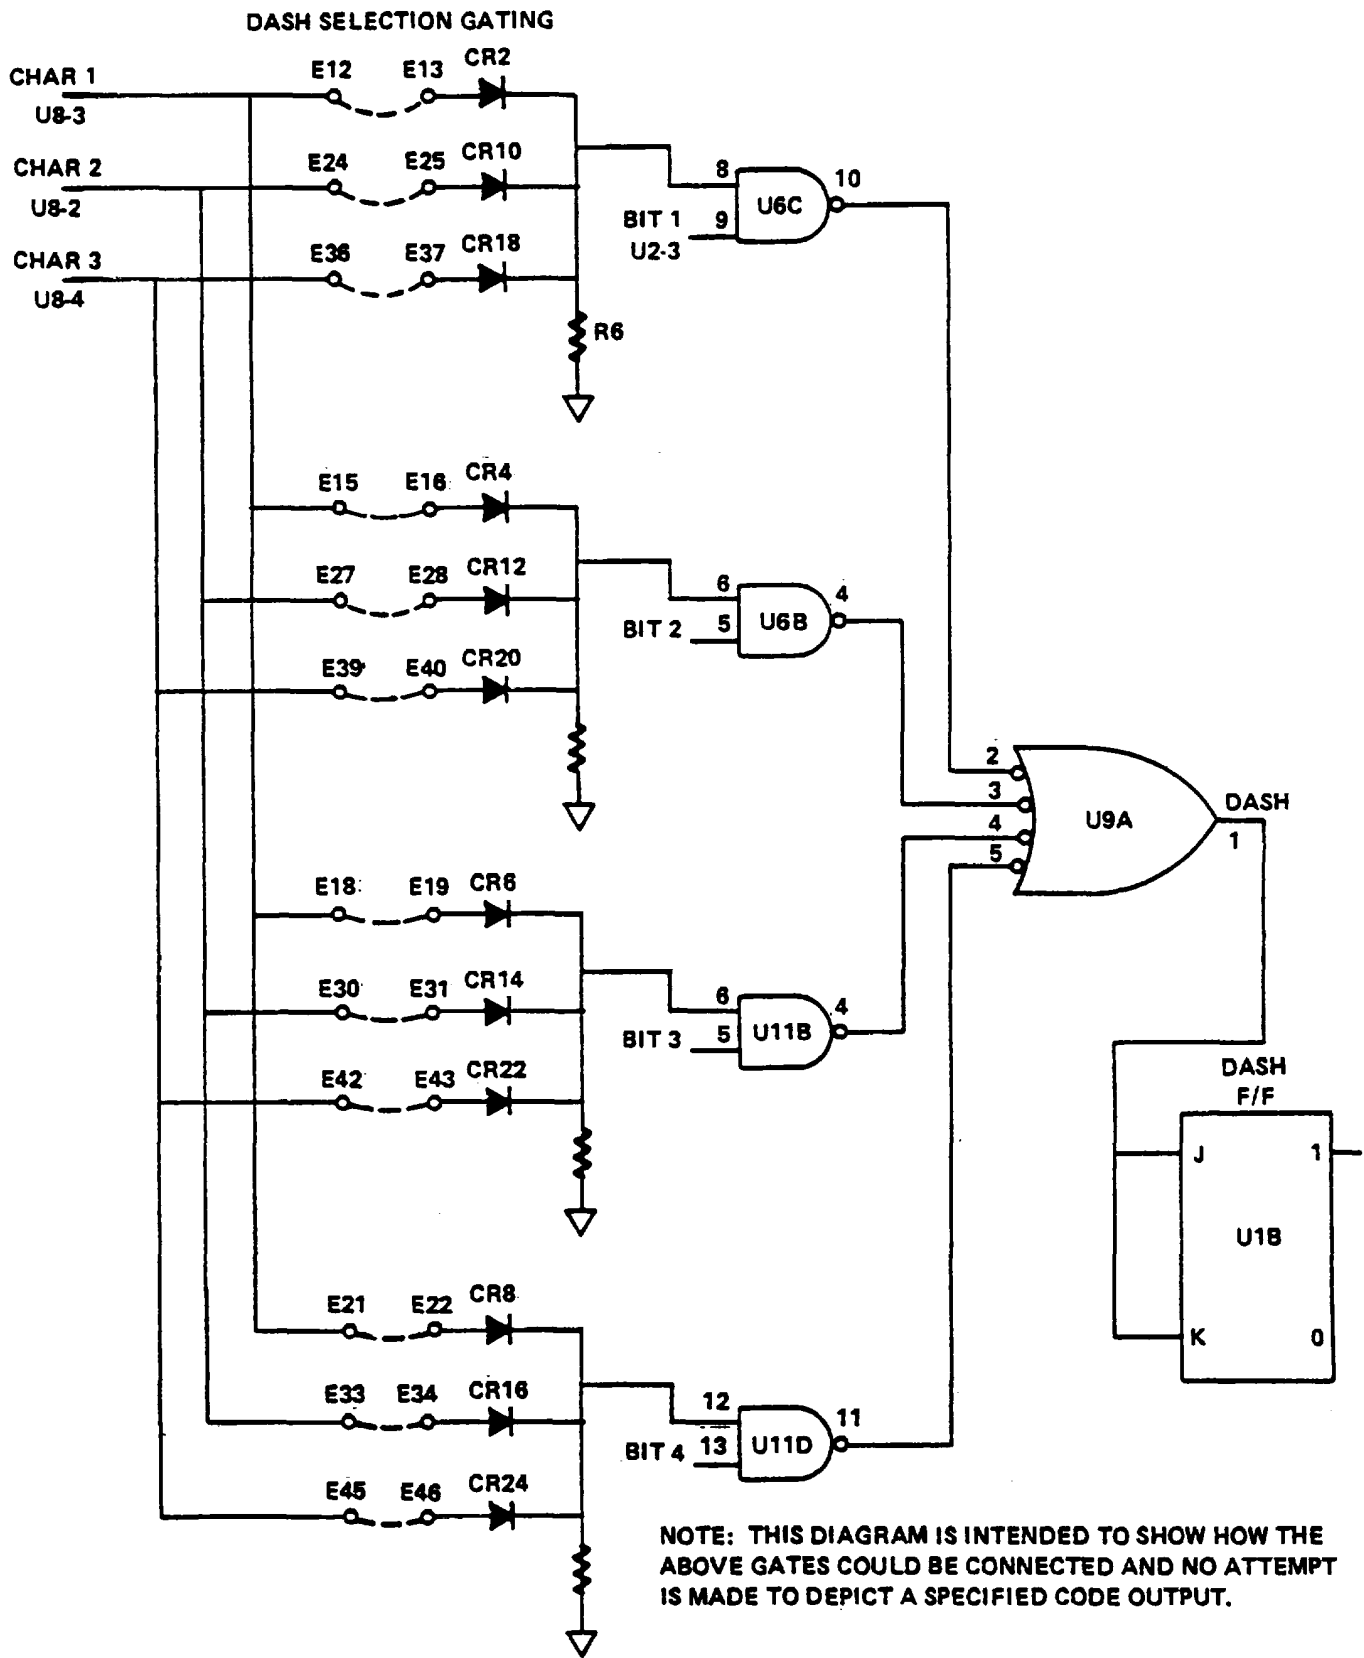 DASH SELECTION GATING
CHAR 1
U8-3
E12
E13
CR2
CHAR 2
U8-2
E24
E25
CR10
CHAR 3
U8-4
E36
E37
CR18
R6
8
BIT 1
9
U2-3
U6C
10
E15
E16
CR4
E27
E28
CR12
E39
E40
CR20
6
BIT 2
5
U6B
4
2
3
4
5
U9A
DASH
1
E18
E19
CR6
E30
E31
CR14
E42
E43
CR22
6
BIT 3
5
U11B
4
DASH
F/F
J
1
U1B
K
0
E21
E22
CR8
E33
E34
CR16
E45
E46
CR24
12
BIT 4
13
U11D
11
NOTE: THIS DIAGRAM IS INTENDED TO SHOW HOW THE
ABOVE GATES COULD BE CONNECTED AND NO ATTEMPT
IS MADE TO DEPICT A SPECIFIED CODE OUTPUT.